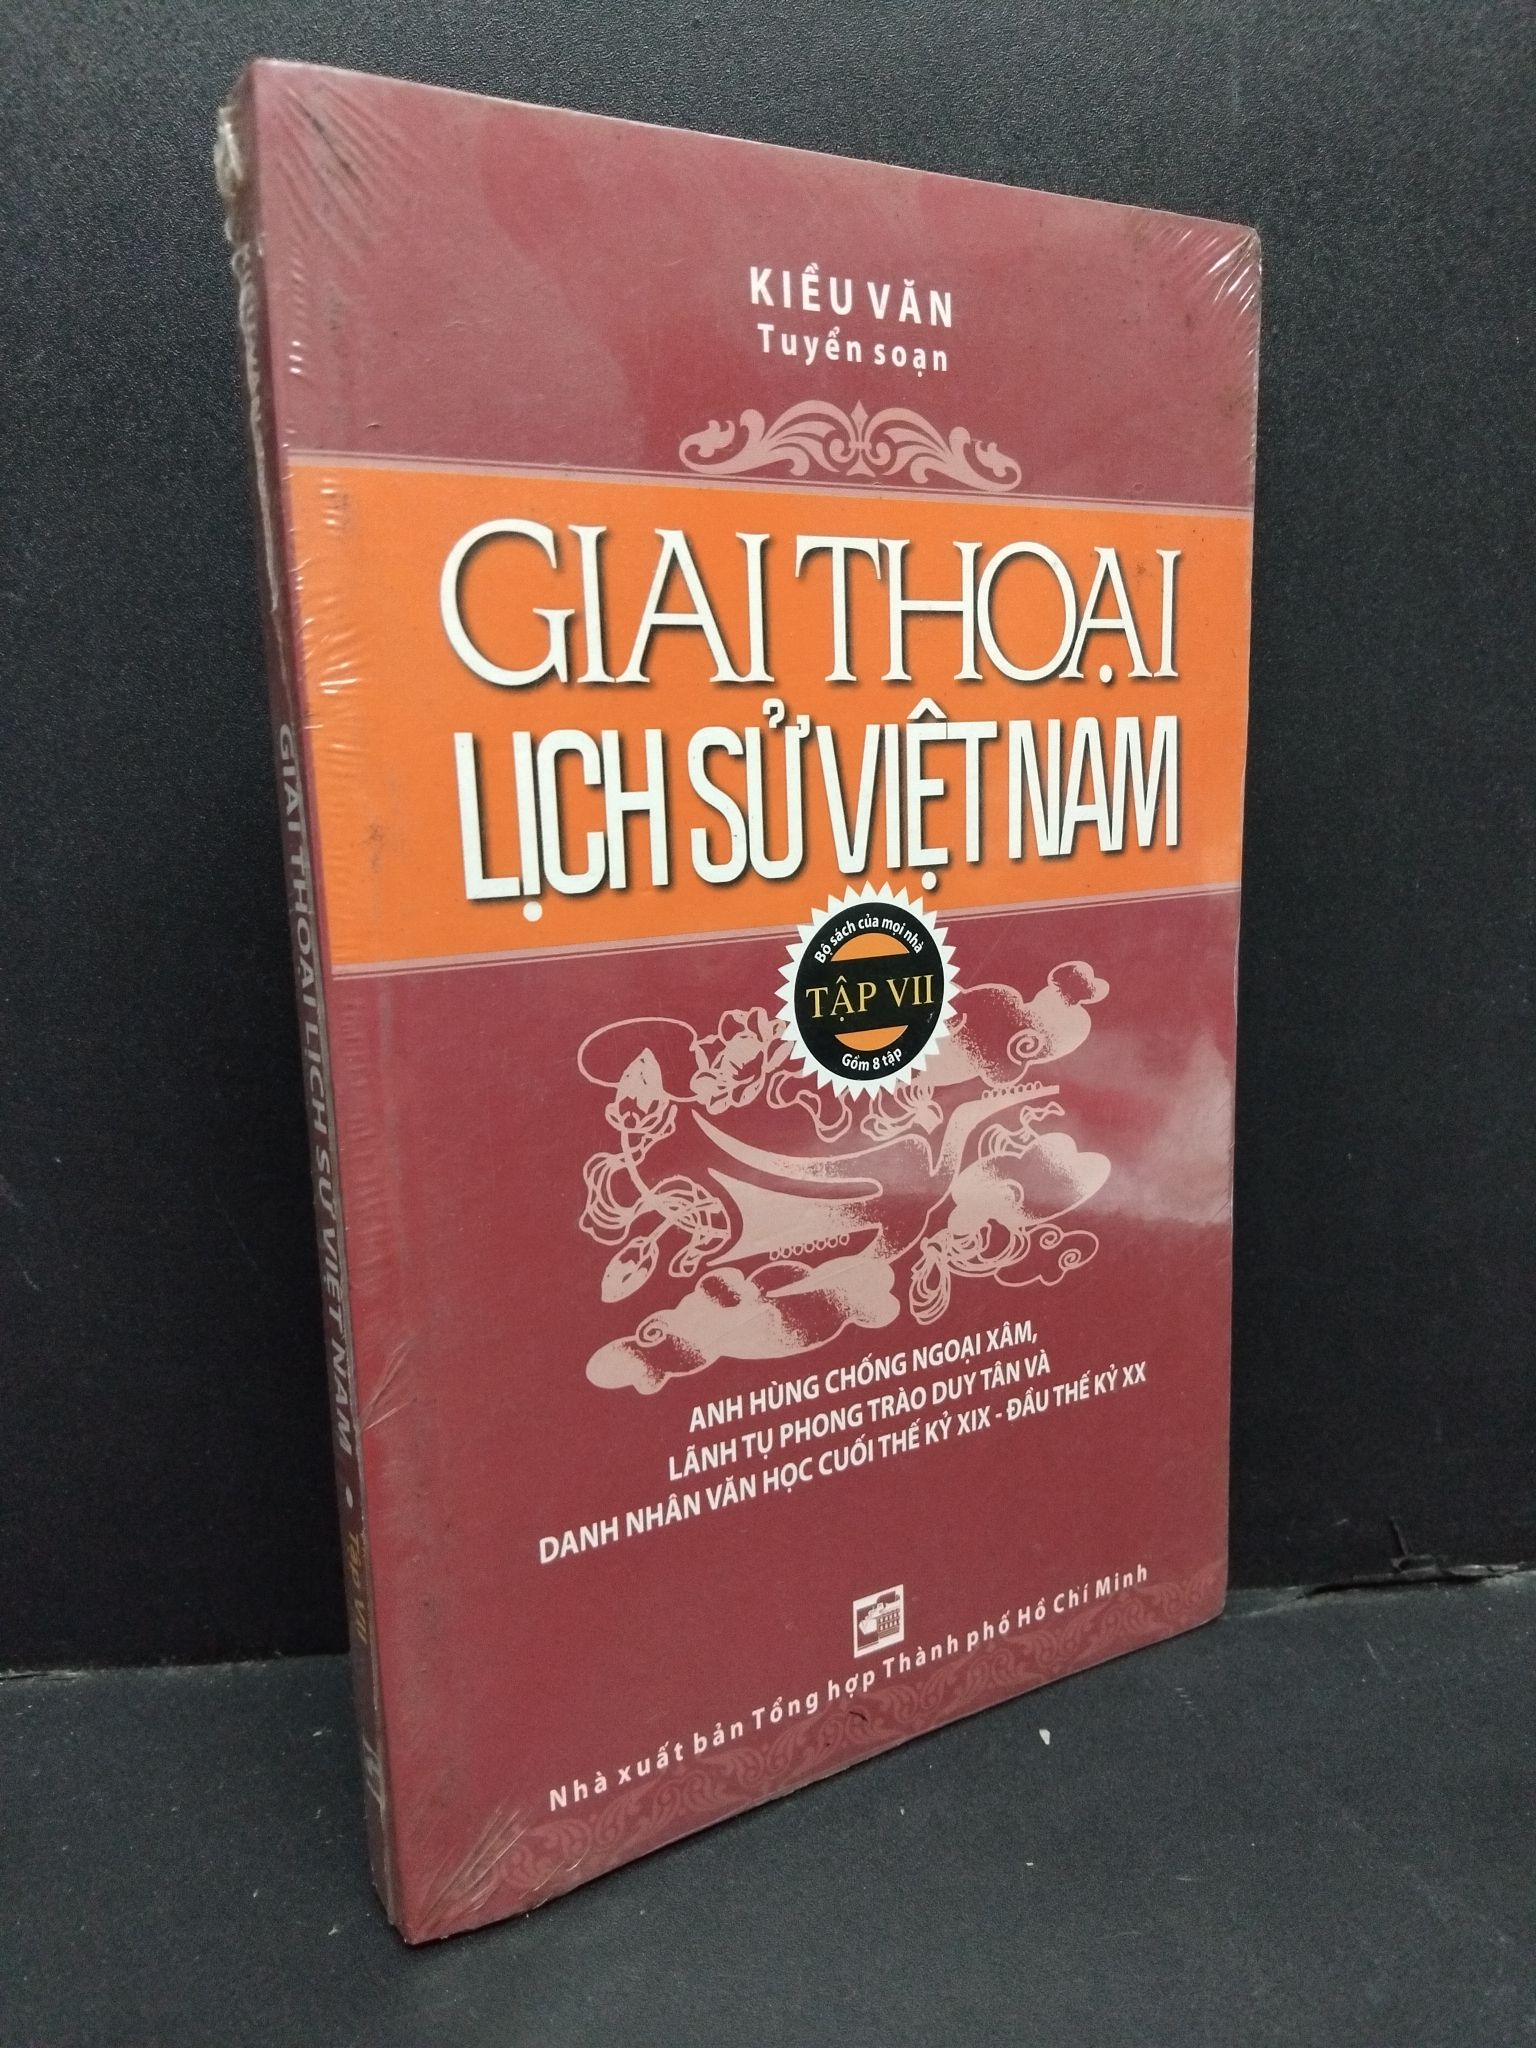 KIỀU VĂN
Tuyển soạn
GIAI THOẠI
LỊCH SỬ VIỆT NAM
Bộ sách của mọi nhà
TẬP VII
Gồm 8 tập
ANH HÙNG CHỐNG NGOẠI XÂM,
LÃNH TỤ PHONG TRÀO DUY TÂN VÀ
DANH NHÂN VĂN HỌC CUỐI THẾ KỶ XIX - ĐẦU THẾ KỶ XX
Nhà xuất bản Tổng hợp Thành phố Hồ Chí Minh
GIAI THOẠI LỊCH SỬ VIỆT NAM • TẬP VII